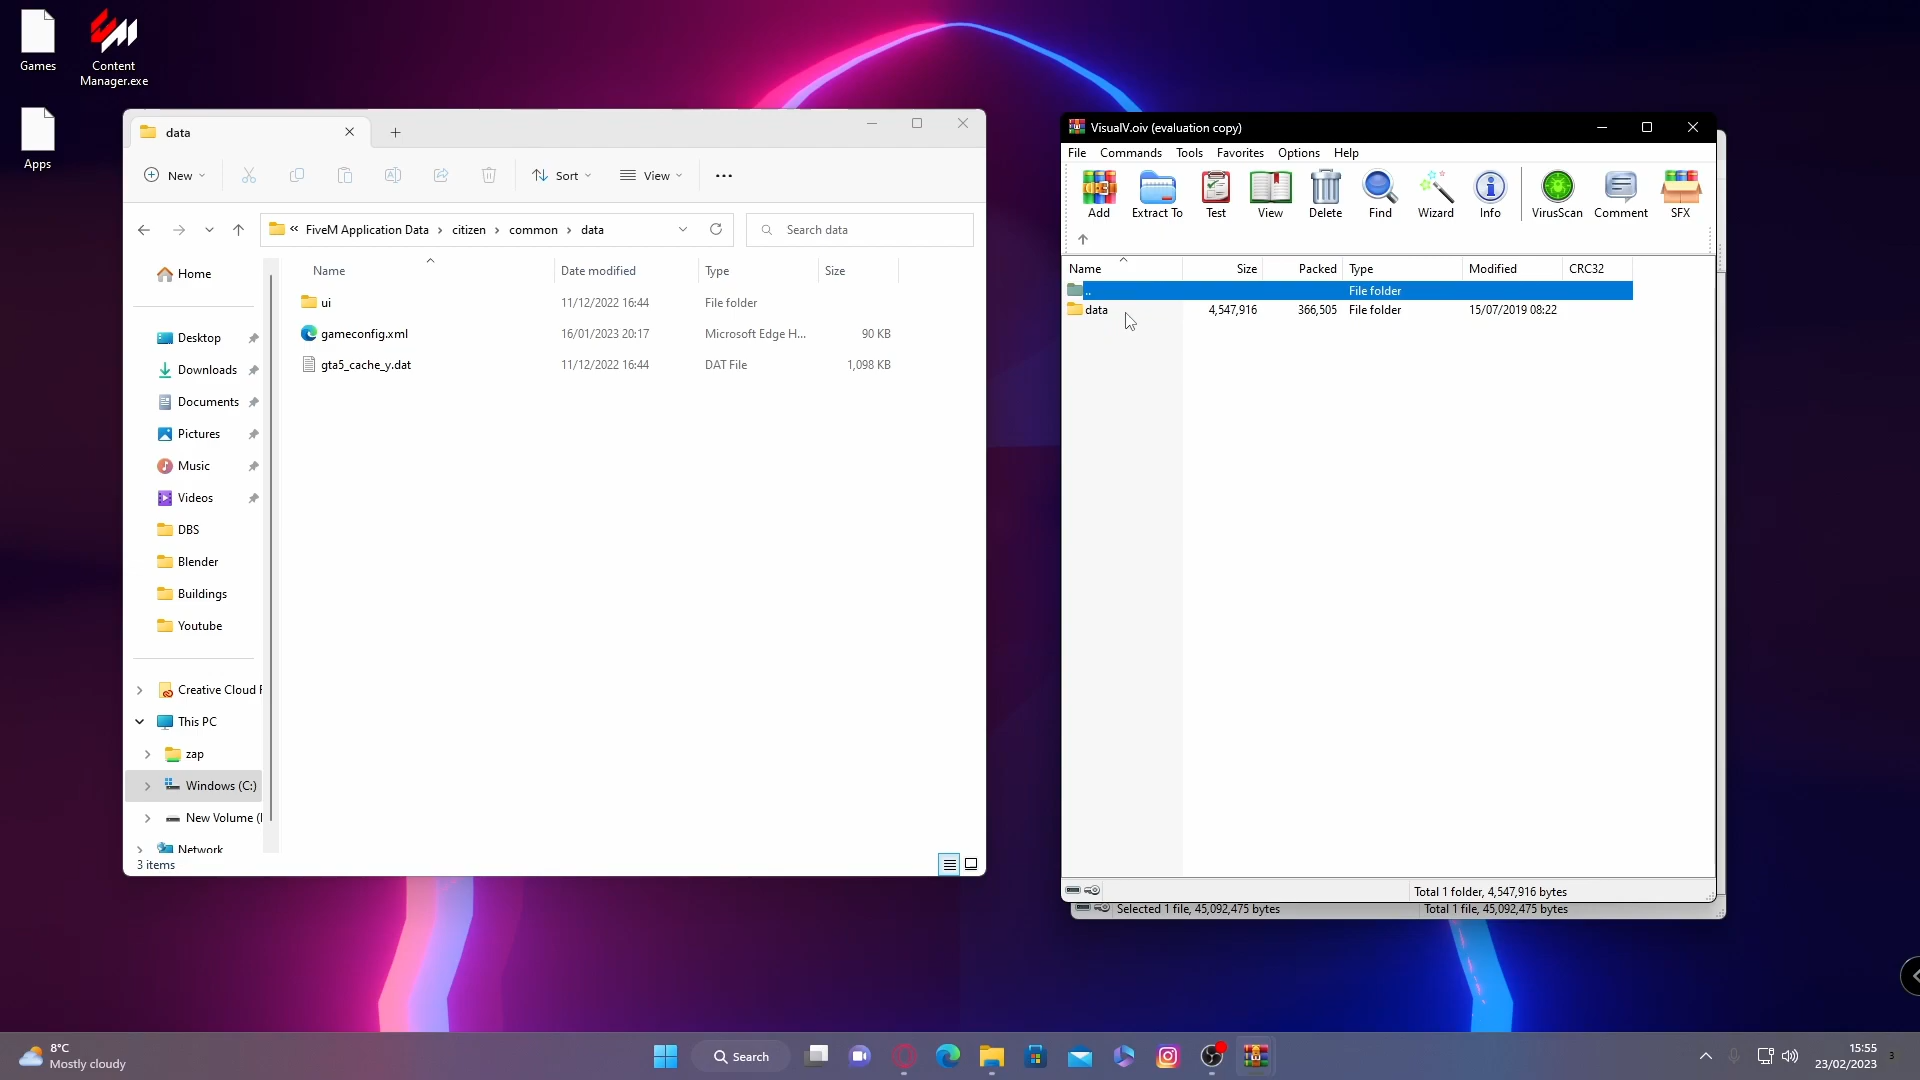 Games
Content
Manager.exe
Apps
data
New
Sort
View
FiveM Application Data
citizen
common
data
Search data
Name
Date modified
Type
Size
Home
ui
11/12/2022 16:44
File folder
gameconfig.xml
16/01/2023 20:17
Microsoft Edge H...
90 KB
gta5_cache_y.dat
11/12/2022 16:44
DAT File
1,098 KB
Desktop
Downloads
Documents
Pictures
Music
Videos
DBS
Blender
Buildings
Youtube
Creative Cloud F
This PC
zap
Windows (C:)
New Volume (
Network
3 items
VisualV.oiv (evaluation copy)
File
Commands
Tools
Favorites
Options
Help
Add
Extract To
Test
View
Delete
Find
Wizard
Info
VirusScan
Comment
SFX
Name
Size
Packed
Type
Modified
CRC32
..
File folder
data
4,547,916
366,505
File folder
15/07/2019 08:22
Total 1 folder, 4,547,916 bytes
Selected 1 file, 45,092,475 bytes
Total 1 file, 45,092,475 bytes
8°C
Mostly cloudy
Search
15:55
23/02/2023
3